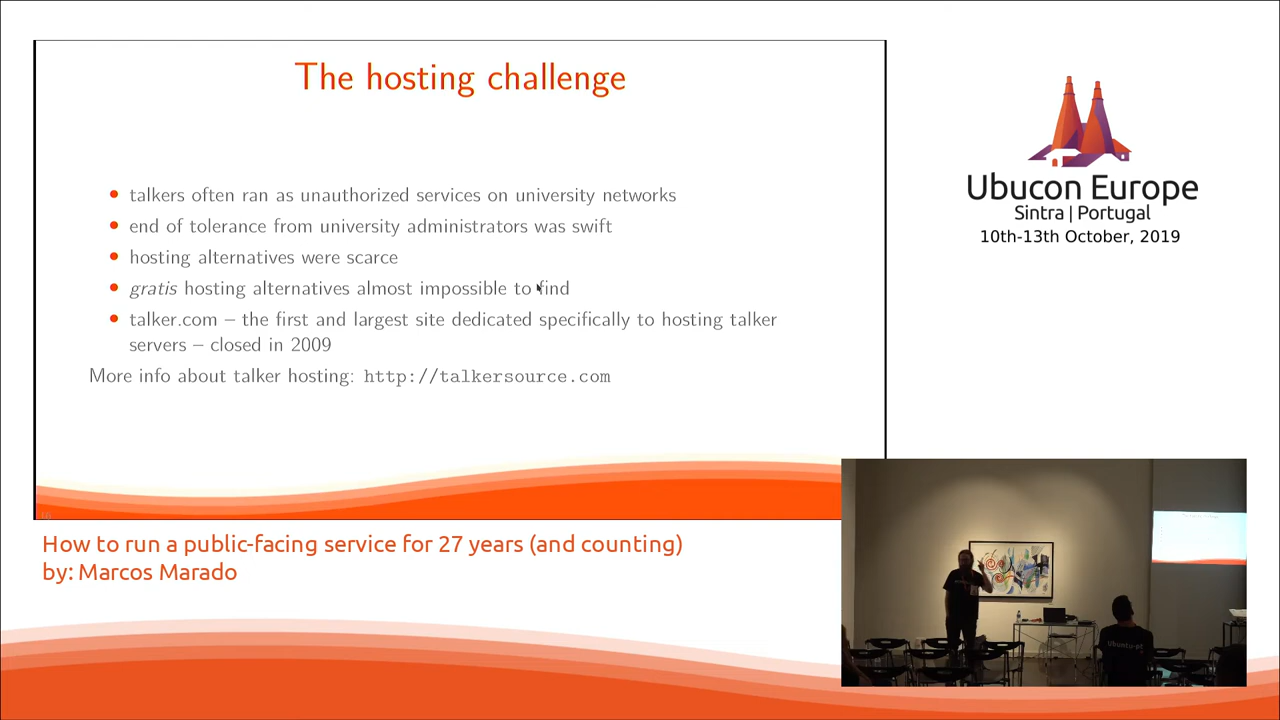 The hosting challenge
talkers often ran as unauthorized services on university networks
end of tolerance from university administrators was swift
hosting alternatives were scarce
gratis hosting alternatives almost impossible to find
talker.com – the first and largest site dedicated specifically to hosting talker
servers – closed in 2009
More info about talker hosting: http://talkersource.com
16
How to run a public-facing service for 27 years (and counting)
by: Marcos Marado
Ubucon Europe
Sintra | Portugal
10th-13th October, 2019
Ubuntu-pt